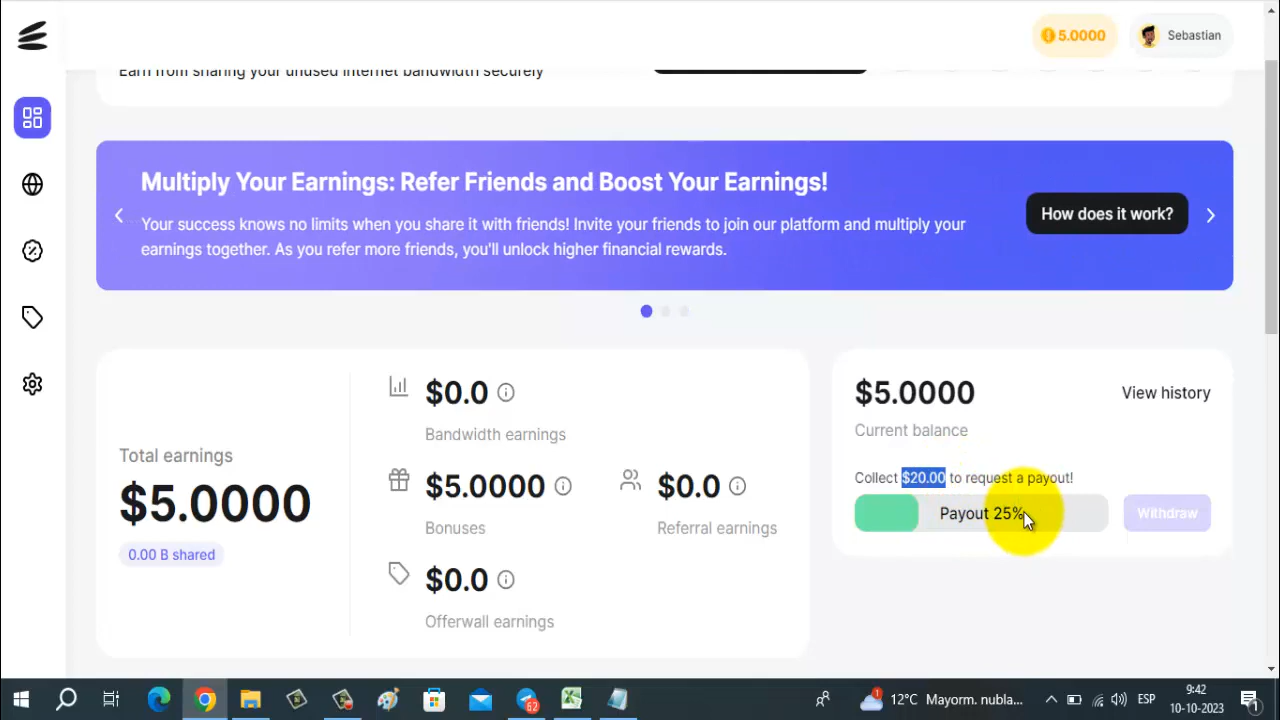 5.0000
Sebastian
Earn from sharing your unused internet bandwidth securely
Multiply Your Earnings: Refer Friends and Boost Your Earnings!
Your success knows no limits when you share it with friends! Invite your friends to join our platform and multiply your
earnings together. As you refer more friends, you'll unlock higher financial rewards.
How does it work?
Total earnings
$5.0000
0.00 B shared
$0.0
Bandwidth earnings
$5.0000
Bonuses
$0.0
Referral earnings
$0.0
Offerwall earnings
$5.0000
View history
Current balance
Collect $20.00 to request a payout!
Payout 25%
Withdraw
62
1
12°C Mayorm. nubla...
ESP
9:42
10-10-2023
1